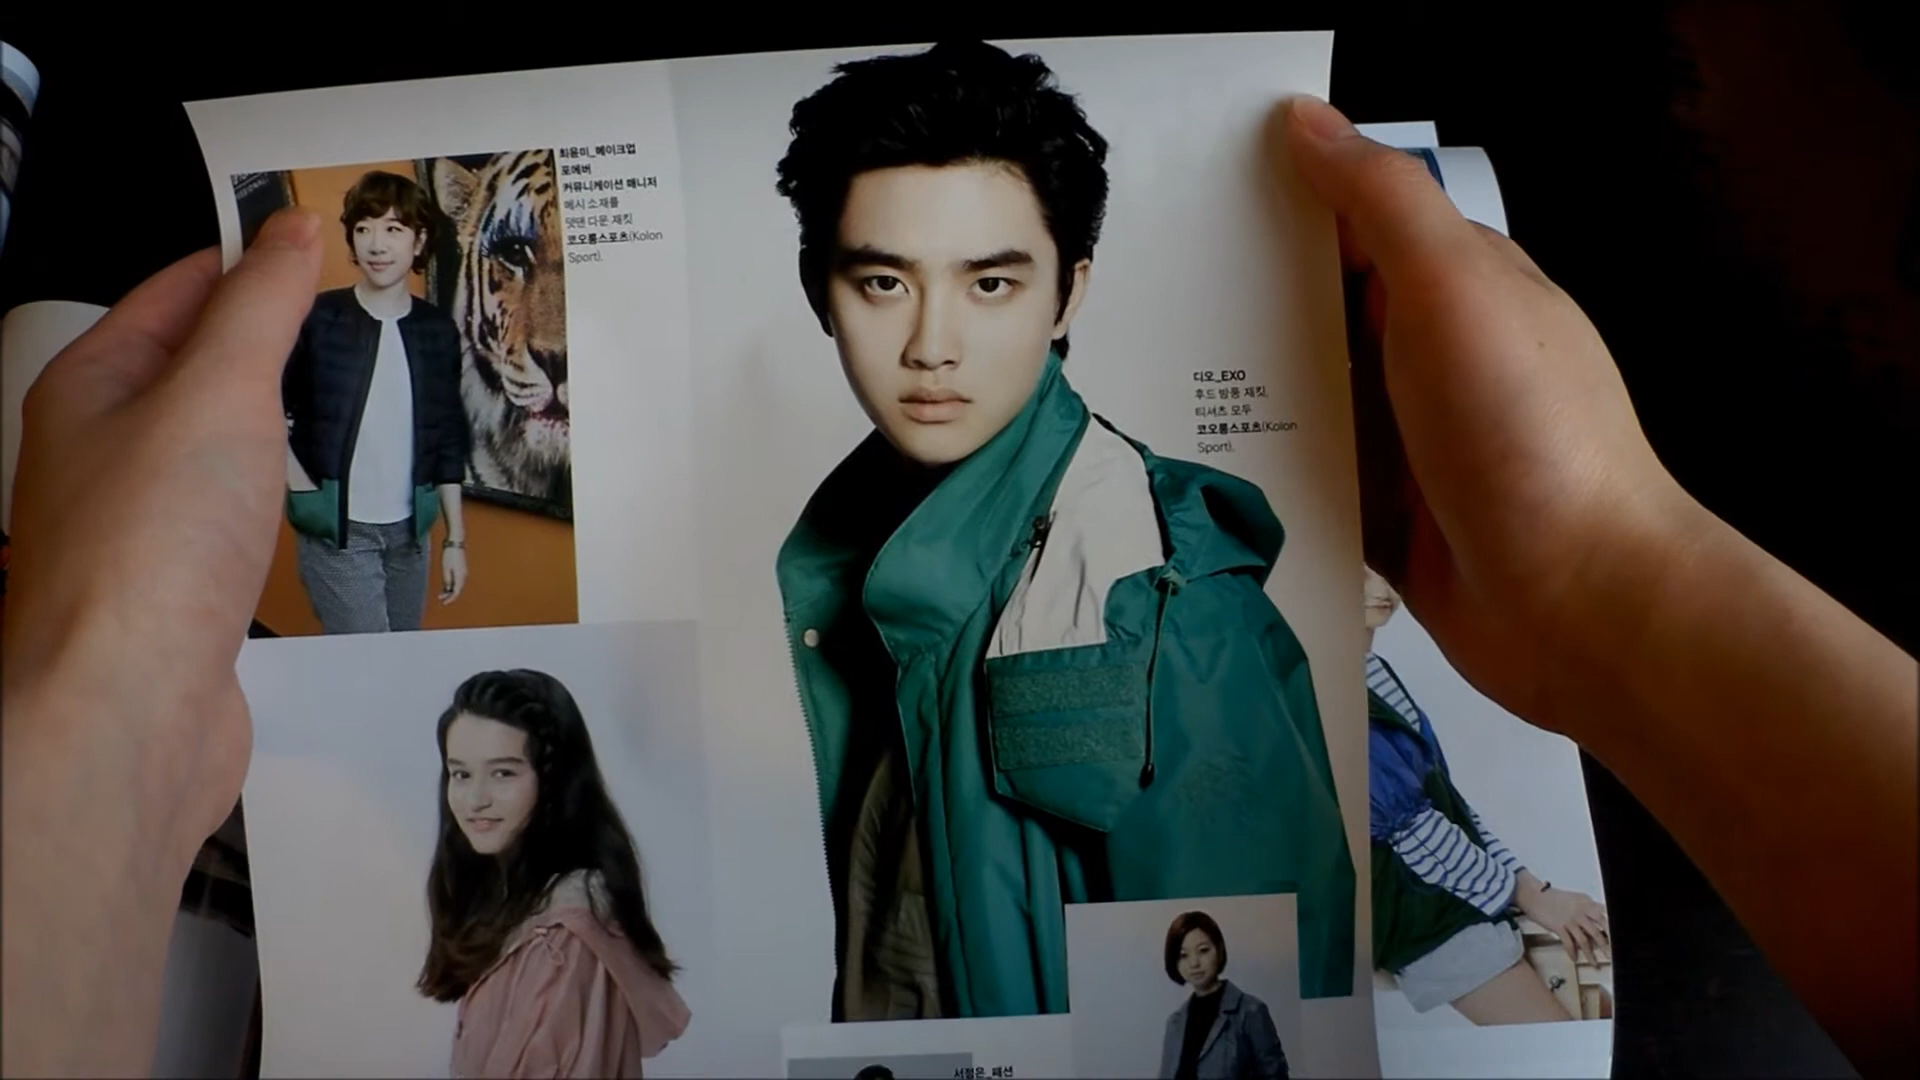 최윤미_메이크업
포에버
커뮤니케이션 매니저
메시 소재를
덧댄 다운 재킷
코오롱스포츠(Kolon
Sport).
디오_EXO
후드 방풍 재킷,
티셔츠 모두
코오롱스포츠(Kolon
Sport).
서정은_패션